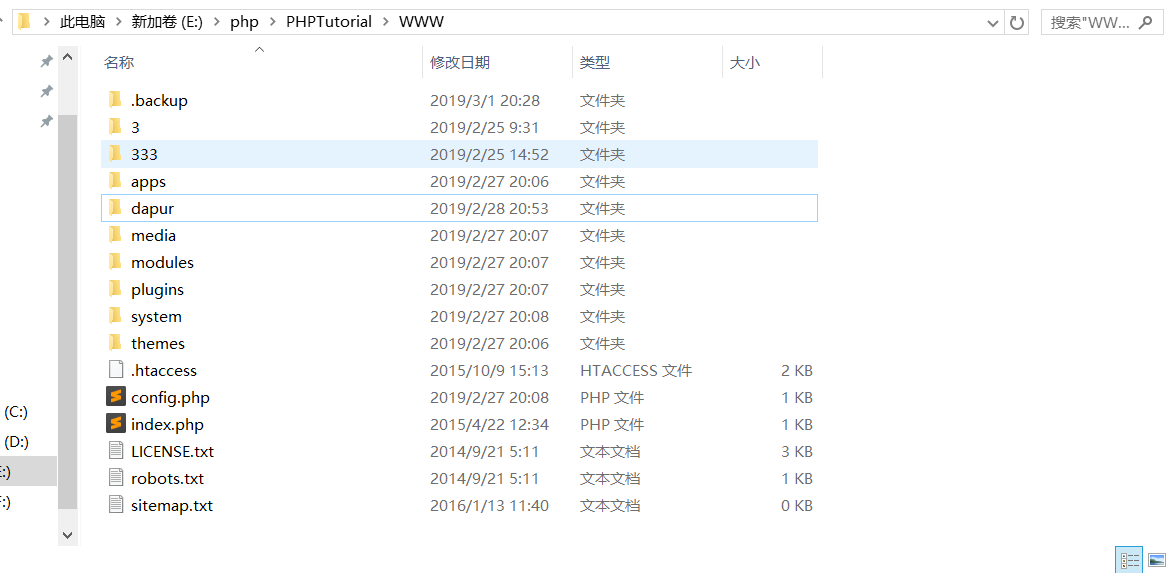 此电脑 > 新加卷 (E:) > php > PHPTutorial > WWW 搜索"WW...
名称 修改日期 类型 大小
.backup 2019/3/1 20:28 文件夹
3 2019/2/25 9:31 文件夹
333 2019/2/25 14:52 文件夹
apps 2019/2/27 20:06 文件夹
dapur 2019/2/28 20:53 文件夹
media 2019/2/27 20:07 文件夹
modules 2019/2/27 20:07 文件夹
plugins 2019/2/27 20:07 文件夹
system 2019/2/27 20:08 文件夹
themes 2019/2/27 20:06 文件夹
.htaccess 2015/10/9 15:13 HTACCESS 文件 2 KB
config.php 2019/2/27 20:08 PHP 文件 1 KB
(C:)
index.php 2015/4/22 12:34 PHP 文件 1 KB
(D:)
LICENSE.txt 2014/9/21 5:11 文本文档 3 KB
E:)
robots.txt 2014/9/21 5:11 文本文档 1 KB
:)
sitemap.txt 2016/1/13 11:40 文本文档 0 KB